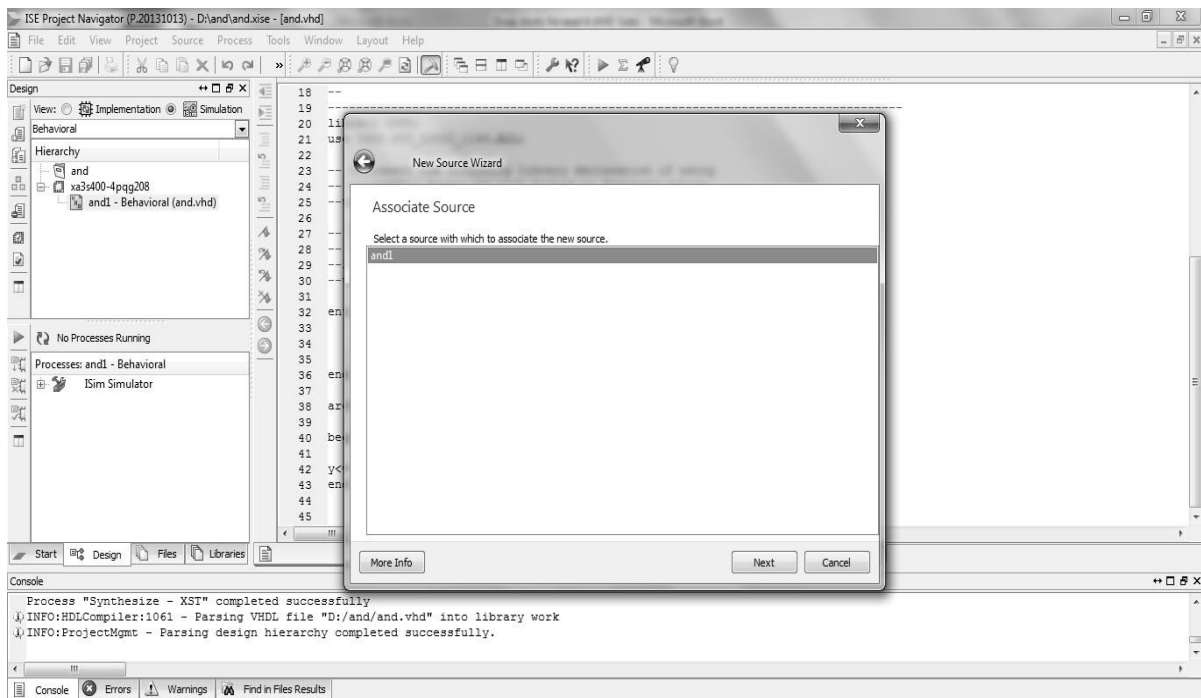 ISE Project Navigator (P.20131013) - D:\and\and.xise - [and.vhd]
File Edit View Project Source Process Tools Window Layout Help
Design
View: Implementation Simulation
Behavioral
Hierarchy
and
xa3s400-4pqg208
and1 - Behavioral (and.vhd)
No Processes Running
Processes: and1 - Behavioral
ISim Simulator
Start Design Files Libraries
18 --
19 --
20
21 us
22
23 --
24 --
25 --
26
27 --
28 --
29 --
30 --
31
32 en
33
34
35
36 en
37
38 ar
39
40 be
41
42 y<
43 en
44
45
New Source Wizard
Associate Source
Select a source with which to associate the new source.
and1
More Info Next Cancel
Console
Process "Synthesize - XST" completed successfully
INFO:HDLCompiler:1061 - Parsing VHDL file "D:/and/and.vhd" into library work
INFO:ProjectMgmt - Parsing design hierarchy completed successfully.
Console Errors Warnings Find in Files Results